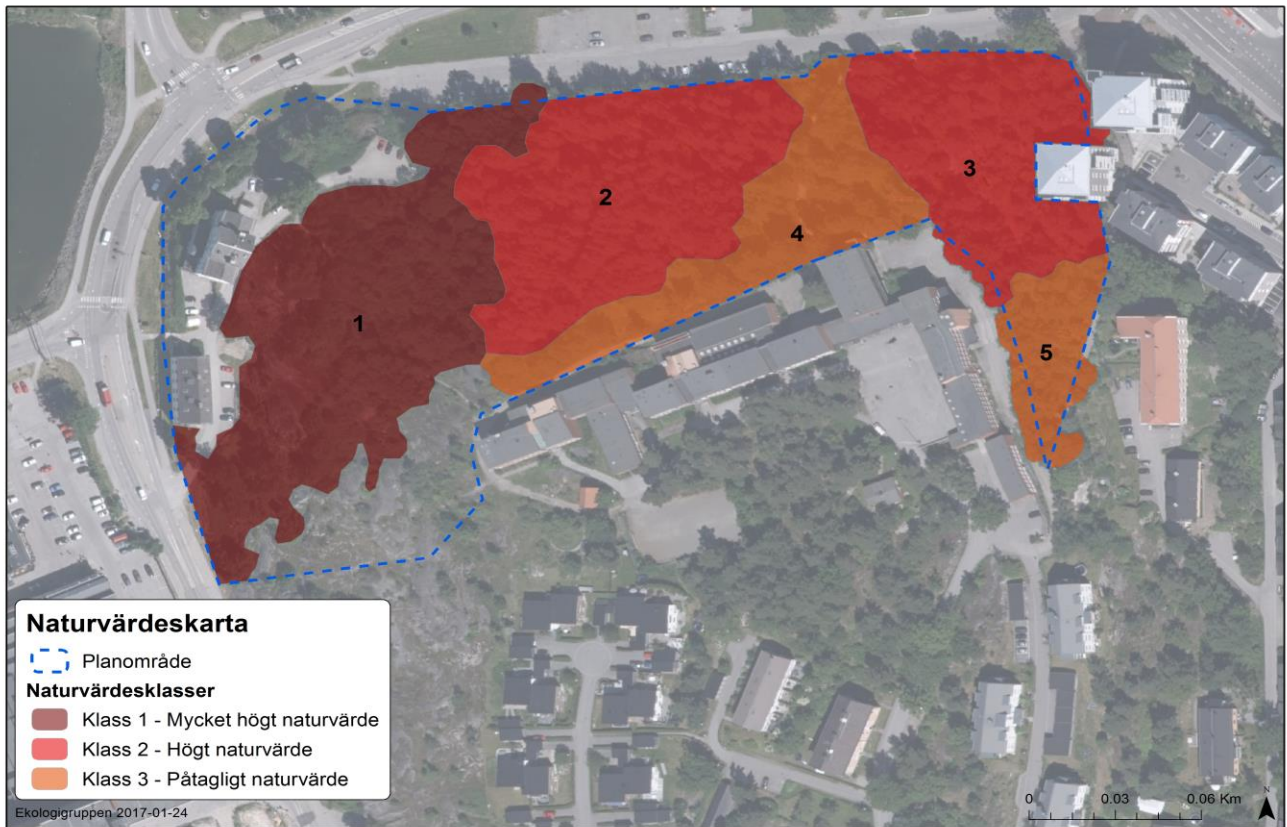 1
2
3
4
5
Naturvärdeskarta
Planområde
Naturvärdesklasser
Klass 1 - Mycket högt naturvärde
Klass 2 - Högt naturvärde
Klass 3 - Påtagligt naturvärde
Ekologigruppen 2017-01-24
0 0.03 0.06 Km
N